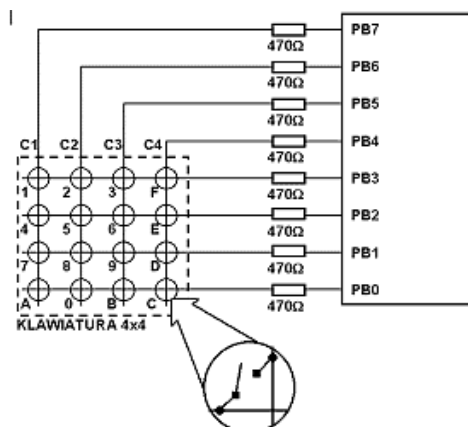 PB7
470Ω
PB6
470Ω
PB5
470Ω
C1 C2 C3 C4 PB4
470Ω
PB3
1 2 3 F 470Ω
PB2
4 5 6 E 470Ω
PB1
7 8 9 D 470Ω
PB0
A 0 B C 470Ω
KLAWIATURA 4x4